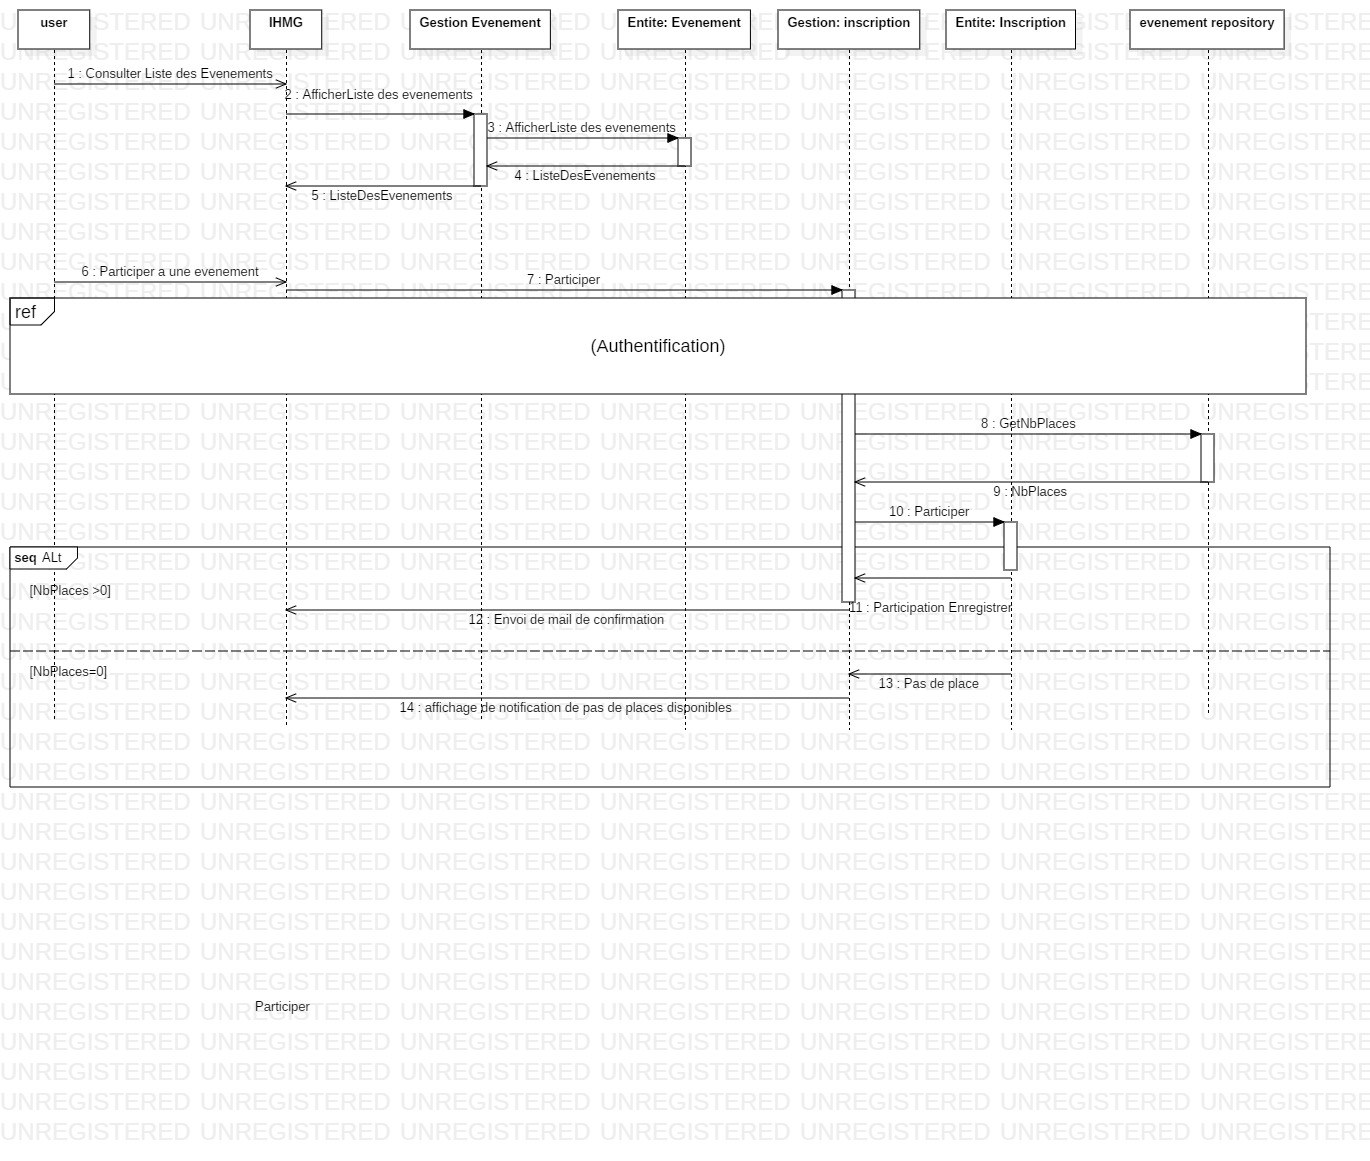 user
IHMG
Gestion Evenement
Entite: Evenement
Gestion: inscription
Entite: Inscription
evenement repository
1 : Consulter Liste des Evenements
2 : AfficherListe des evenements
3 : AfficherListe des evenements
4 : ListeDesEvenements
5 : ListeDesEvenements
6 : Participer a une evenement
7 : Participer
ref
(Authentification)
8 : GetNbPlaces
9 : NbPlaces
10 : Participer
seq ALt
[NbPlaces >0]
11 : Participation Enregistrer
12 : Envoi de mail de confirmation
[NbPlaces=0]
13 : Pas de place
14 : affichage de notification de pas de places disponibles
Participer
UNREGISTERED